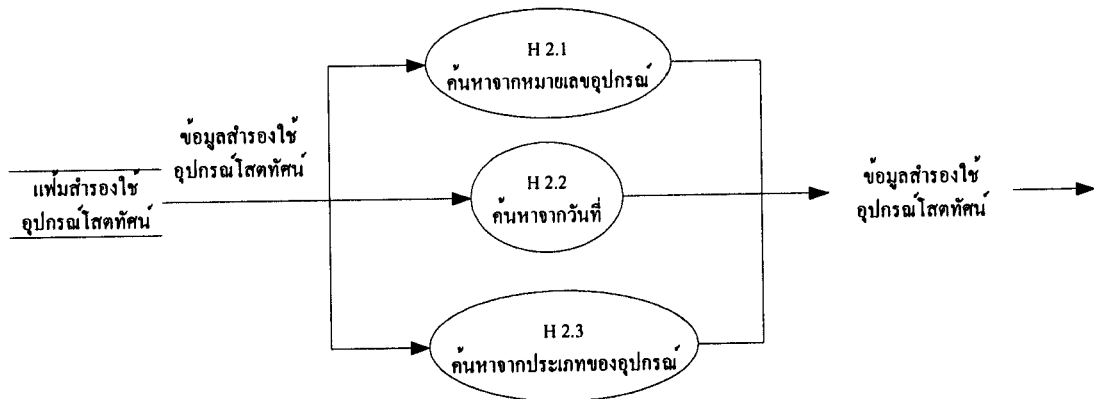 H 2.1
ค้นหาจากหมายเลขอุปกรณ์
ข้อมูลสำรองใช้
อุปกรณ์โสตทัศน์
แฟ้มสำรองใช้
อุปกรณ์โสตทัศน์
H 2.2
ค้นหาจากวันที่
ข้อมูลสำรองใช้
อุปกรณ์โสตทัศน์
H 2.3
ค้นหาจากประเภทของอุปกรณ์